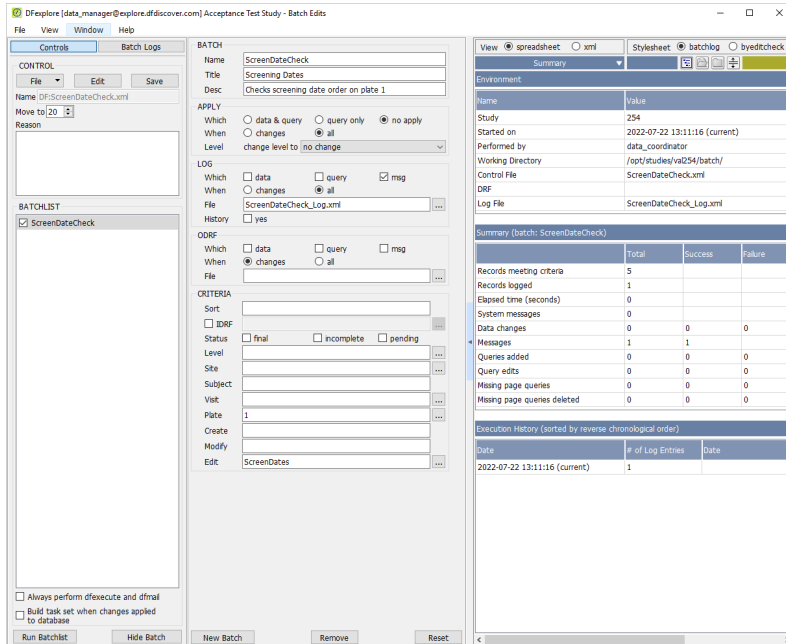 DFexplore [data_manager@explore.dfdiscover.com] Acceptance Test Study - Batch Edits
File View Window Help
Controls Batch Logs
CONTROL
File Edit Save
Name DF:ScreenDateCheck.xml
Move to 20
Reason
BATCHLIST
ScreenDateCheck
Always perform dfexecute and dfmail
Build task set when changes applied
to database
Run Batchlist Hide Batch
BATCH
Name ScreenDateCheck
Title Screening Dates
Desc Checks screening date order on plate 1
APPLY
Which data & query query only no apply
When changes all
Level change level to no change
LOG
Which data query msg
When changes all
File ScreenDateCheck_Log.xml ...
History yes
ODRF
Which data query msg
When changes all
File ...
CRITERIA
Sort
IDRF ...
Status final incomplete pending
Level ...
Site ...
Subject
Visit ...
Plate 1 ...
Create
Modify
Edit ScreenDates ...
New Batch Remove Reset
View spreadsheet xml Stylesheet batchlog byeditcheck
Summary
Environment
Name Value
Study 254
Started on 2022-07-22 13:11:16 (current)
Performed by data_coordinator
Working Directory /opt/studies/val254/batch/
Control File ScreenDateCheck.xml
DRF
Log File ScreenDateCheck_Log.xml
Summary (batch: ScreenDateCheck)
Total Success Failure
Records meeting criteria 5
Records logged 1
Elapsed time (seconds) 0
System messages 0
Data changes 0 0 0
Messages 1 1
Queries added 0 0 0
Query edits 0 0 0
Missing page queries 0 0 0
Missing page queries deleted 0 0 0
Execution History (sorted by reverse chronological order)
Date # of Log Entries Date
2022-07-22 13:11:16 (current) 1